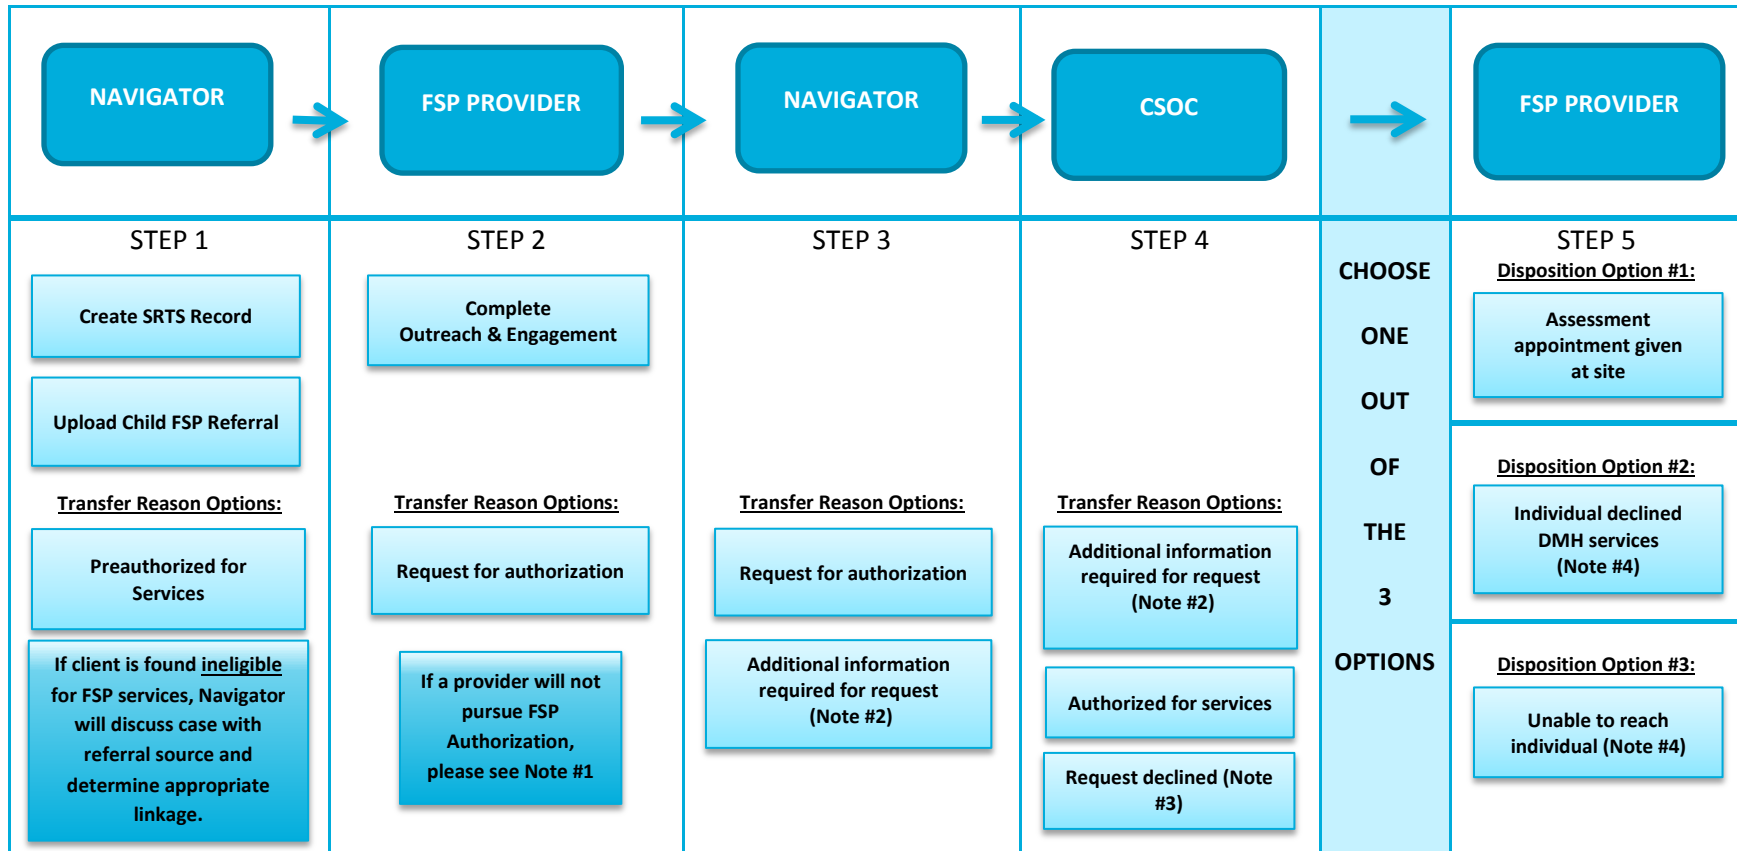 NAVIGATOR
FSP PROVIDER
NAVIGATOR
CSOC
FSP PROVIDER
STEP 1
Create SRTS Record
Upload Child FSP Referral
Transfer Reason Options:
Preauthorized for
Services
If client is found ineligible
for FSP services, Navigator
will discuss case with
referral source and
determine appropriate
linkage.
STEP 2
Complete
Outreach & Engagement
Transfer Reason Options:
Request for authorization
If a provider will not
pursue FSP
Authorization,
please see Note #1
STEP 3
Transfer Reason Options:
Request for authorization
Additional information
required for request
(Note #2)
STEP 4
Transfer Reason Options:
Additional information
required for request
(Note #2)
Authorized for services
Request declined (Note
#3)
CHOOSE
ONE
OUT
OF
THE
3
OPTIONS
STEP 5
Disposition Option #1:
Assessment
appointment given
at site
Disposition Option #2:
Individual declined
DMH services
(Note #4)
Disposition Option #3:
Unable to reach
individual (Note #4)